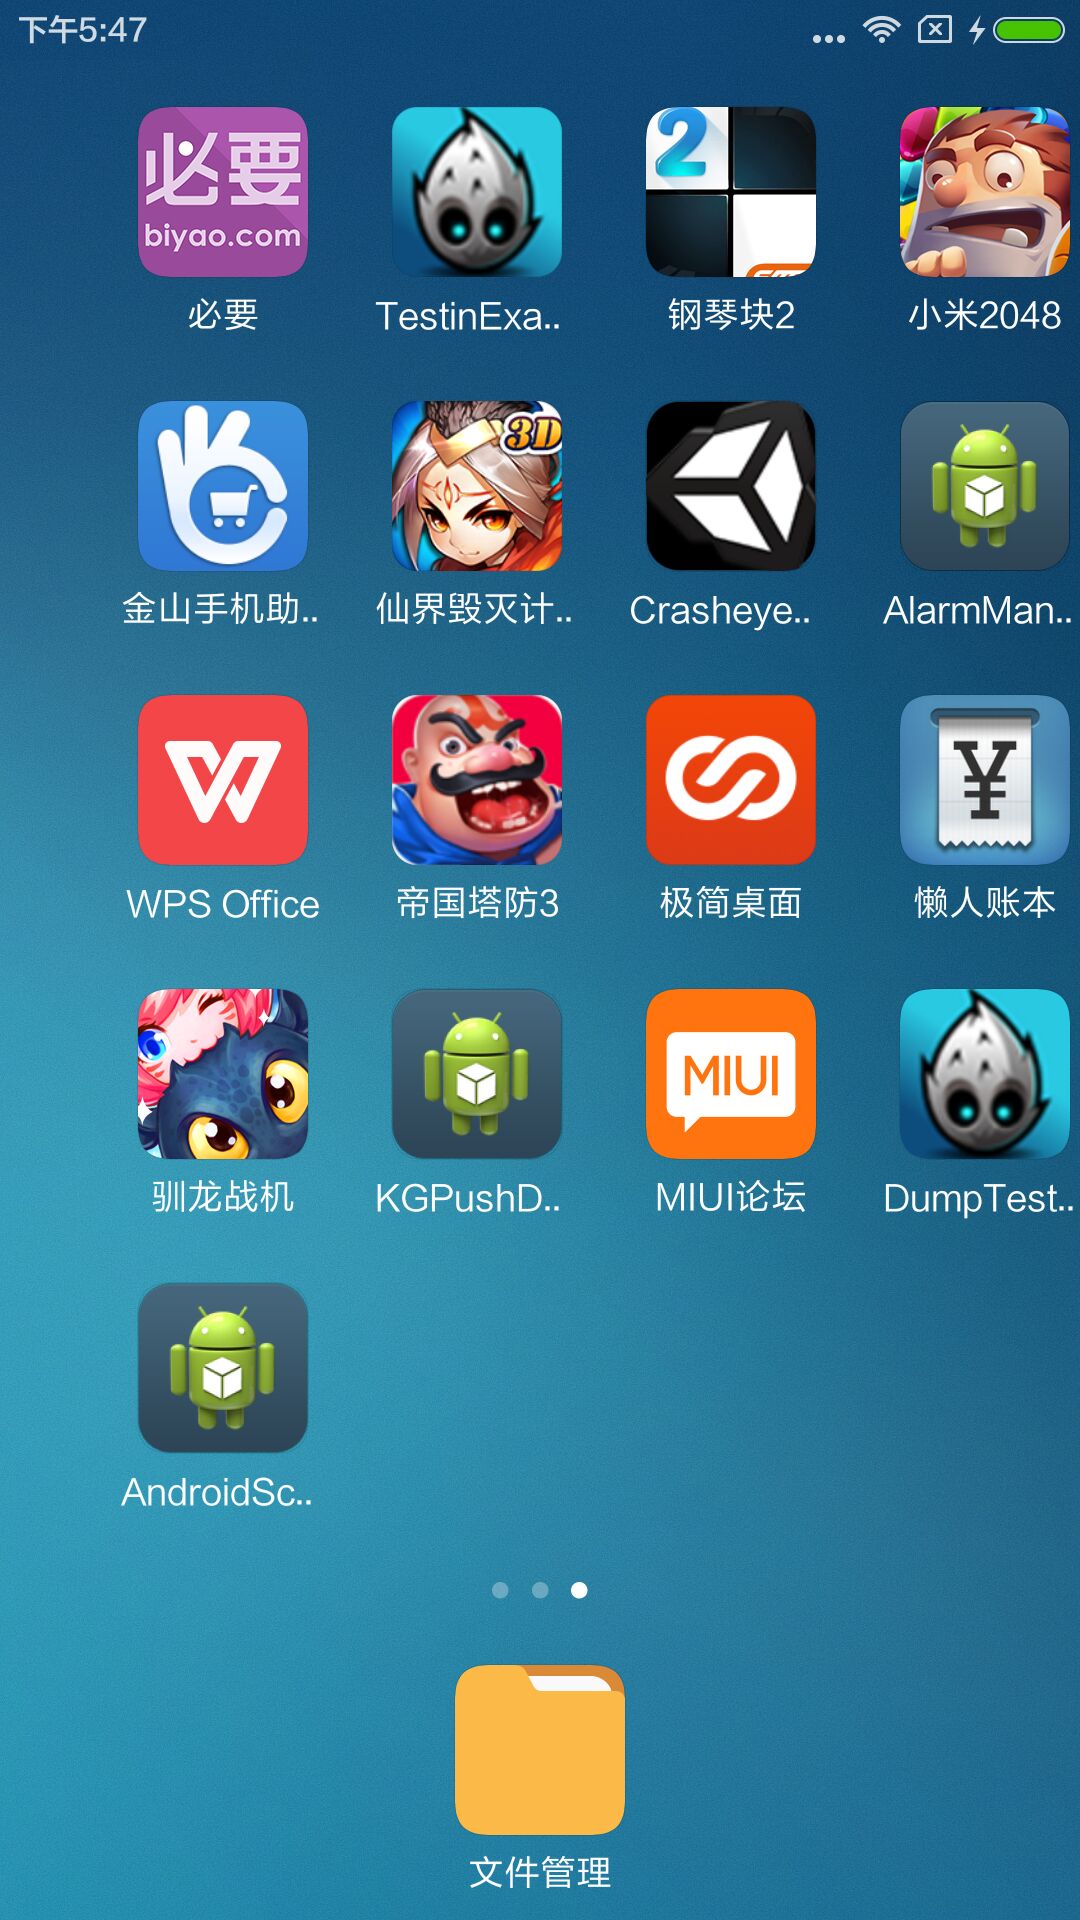 下午5:47
必要
biyao.com
2
必要
TestinExa..
钢琴块2
小米2048
3D
金山手机助..
仙界毁灭计..
Crasheye..
AlarmMan..
W
¥
WPS Office
帝国塔防3
极简桌面
懒人账本
MIUI
驯龙战机
KGPushD..
MIUI论坛
DumpTest..
AndroidSc..
文件管理